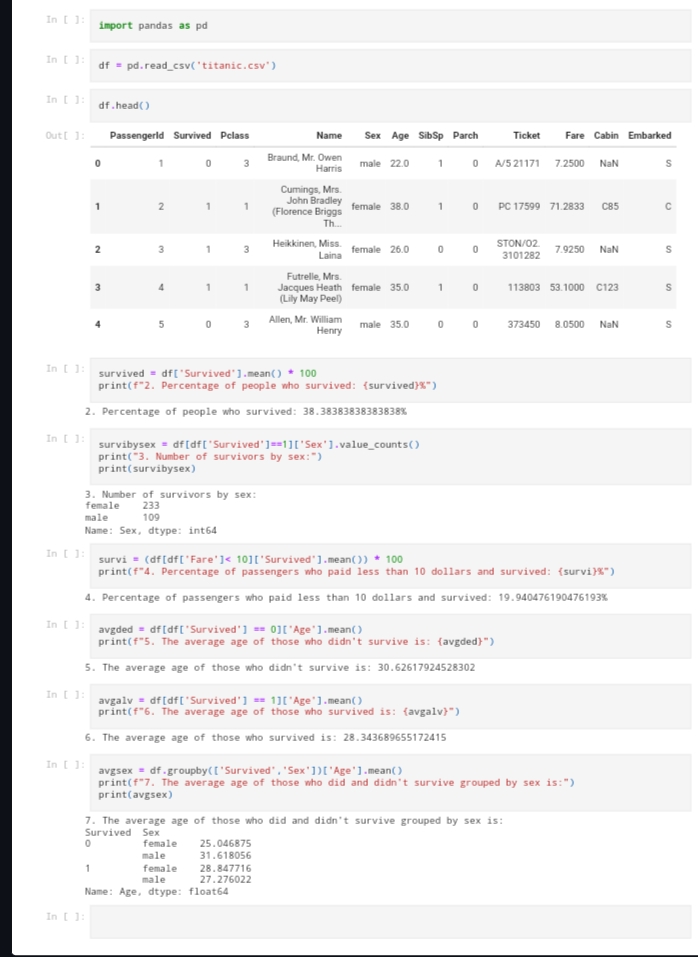 In [ ]: import pandas as pd
In [ ]: df = pd.read_csv('titanic.csv')
In [ ]: df.head()
Out[ ]: PassengerId Survived Pclass Name Sex Age SibSp Parch Ticket Fare Cabin Embarked
0 1 0 3 Braund, Mr. Owen Harris male 22.0 1 0 A/5 21171 7.2500 NaN S
1 2 1 1 Cumings, Mrs. John Bradley (Florence Briggs Th... female 38.0 1 0 PC 17599 71.2833 C85 C
2 3 1 3 Heikkinen, Miss. Laina female 26.0 0 0 STON/O2. 3101282 7.9250 NaN S
3 4 1 1 Futrelle, Mrs. Jacques Heath (Lily May Peel) female 35.0 1 0 113803 53.1000 C123 S
4 5 0 3 Allen, Mr. William Henry male 35.0 0 0 373450 8.0500 NaN S
In [ ]: survived = df['Survived'].mean() * 100
print(f"2. Percentage of people who survived: {survived}%")
2. Percentage of people who survived: 38.38383838383838%
In [ ]: survibysex = df[df['Survived']==1]['Sex'].value_counts()
print("3. Number of survivors by sex:")
print(survibysex)
3. Number of survivors by sex:
female 233
male 109
Name: Sex, dtype: int64
In [ ]: survi = (df[df['Fare']< 10]['Survived'].mean()) * 100
print(f"4. Percentage of passengers who paid less than 10 dollars and survived: {survi}%")
4. Percentage of passengers who paid less than 10 dollars and survived: 19.940476190476193%
In [ ]: avgded = df[df['Survived'] == 0]['Age'].mean()
print(f"5. The average age of those who didn't survive is: {avgded}")
5. The average age of those who didn't survive is: 30.62617924528302
In [ ]: avgalv = df[df['Survived'] == 1]['Age'].mean()
print(f"6. The average age of those who survived is: {avgalv}")
6. The average age of those who survived is: 28.343689655172415
In [ ]: avgsex = df.groupby(['Survived','Sex'])['Age'].mean()
print(f"7. The average age of those who did and didn't survive grouped by sex is:")
print(avgsex)
7. The average age of those who did and didn't survive grouped by sex is:
Survived Sex
0 female 25.046875
male 31.618056
1 female 28.847716
male 27.276022
Name: Age, dtype: float64
In [ ]: